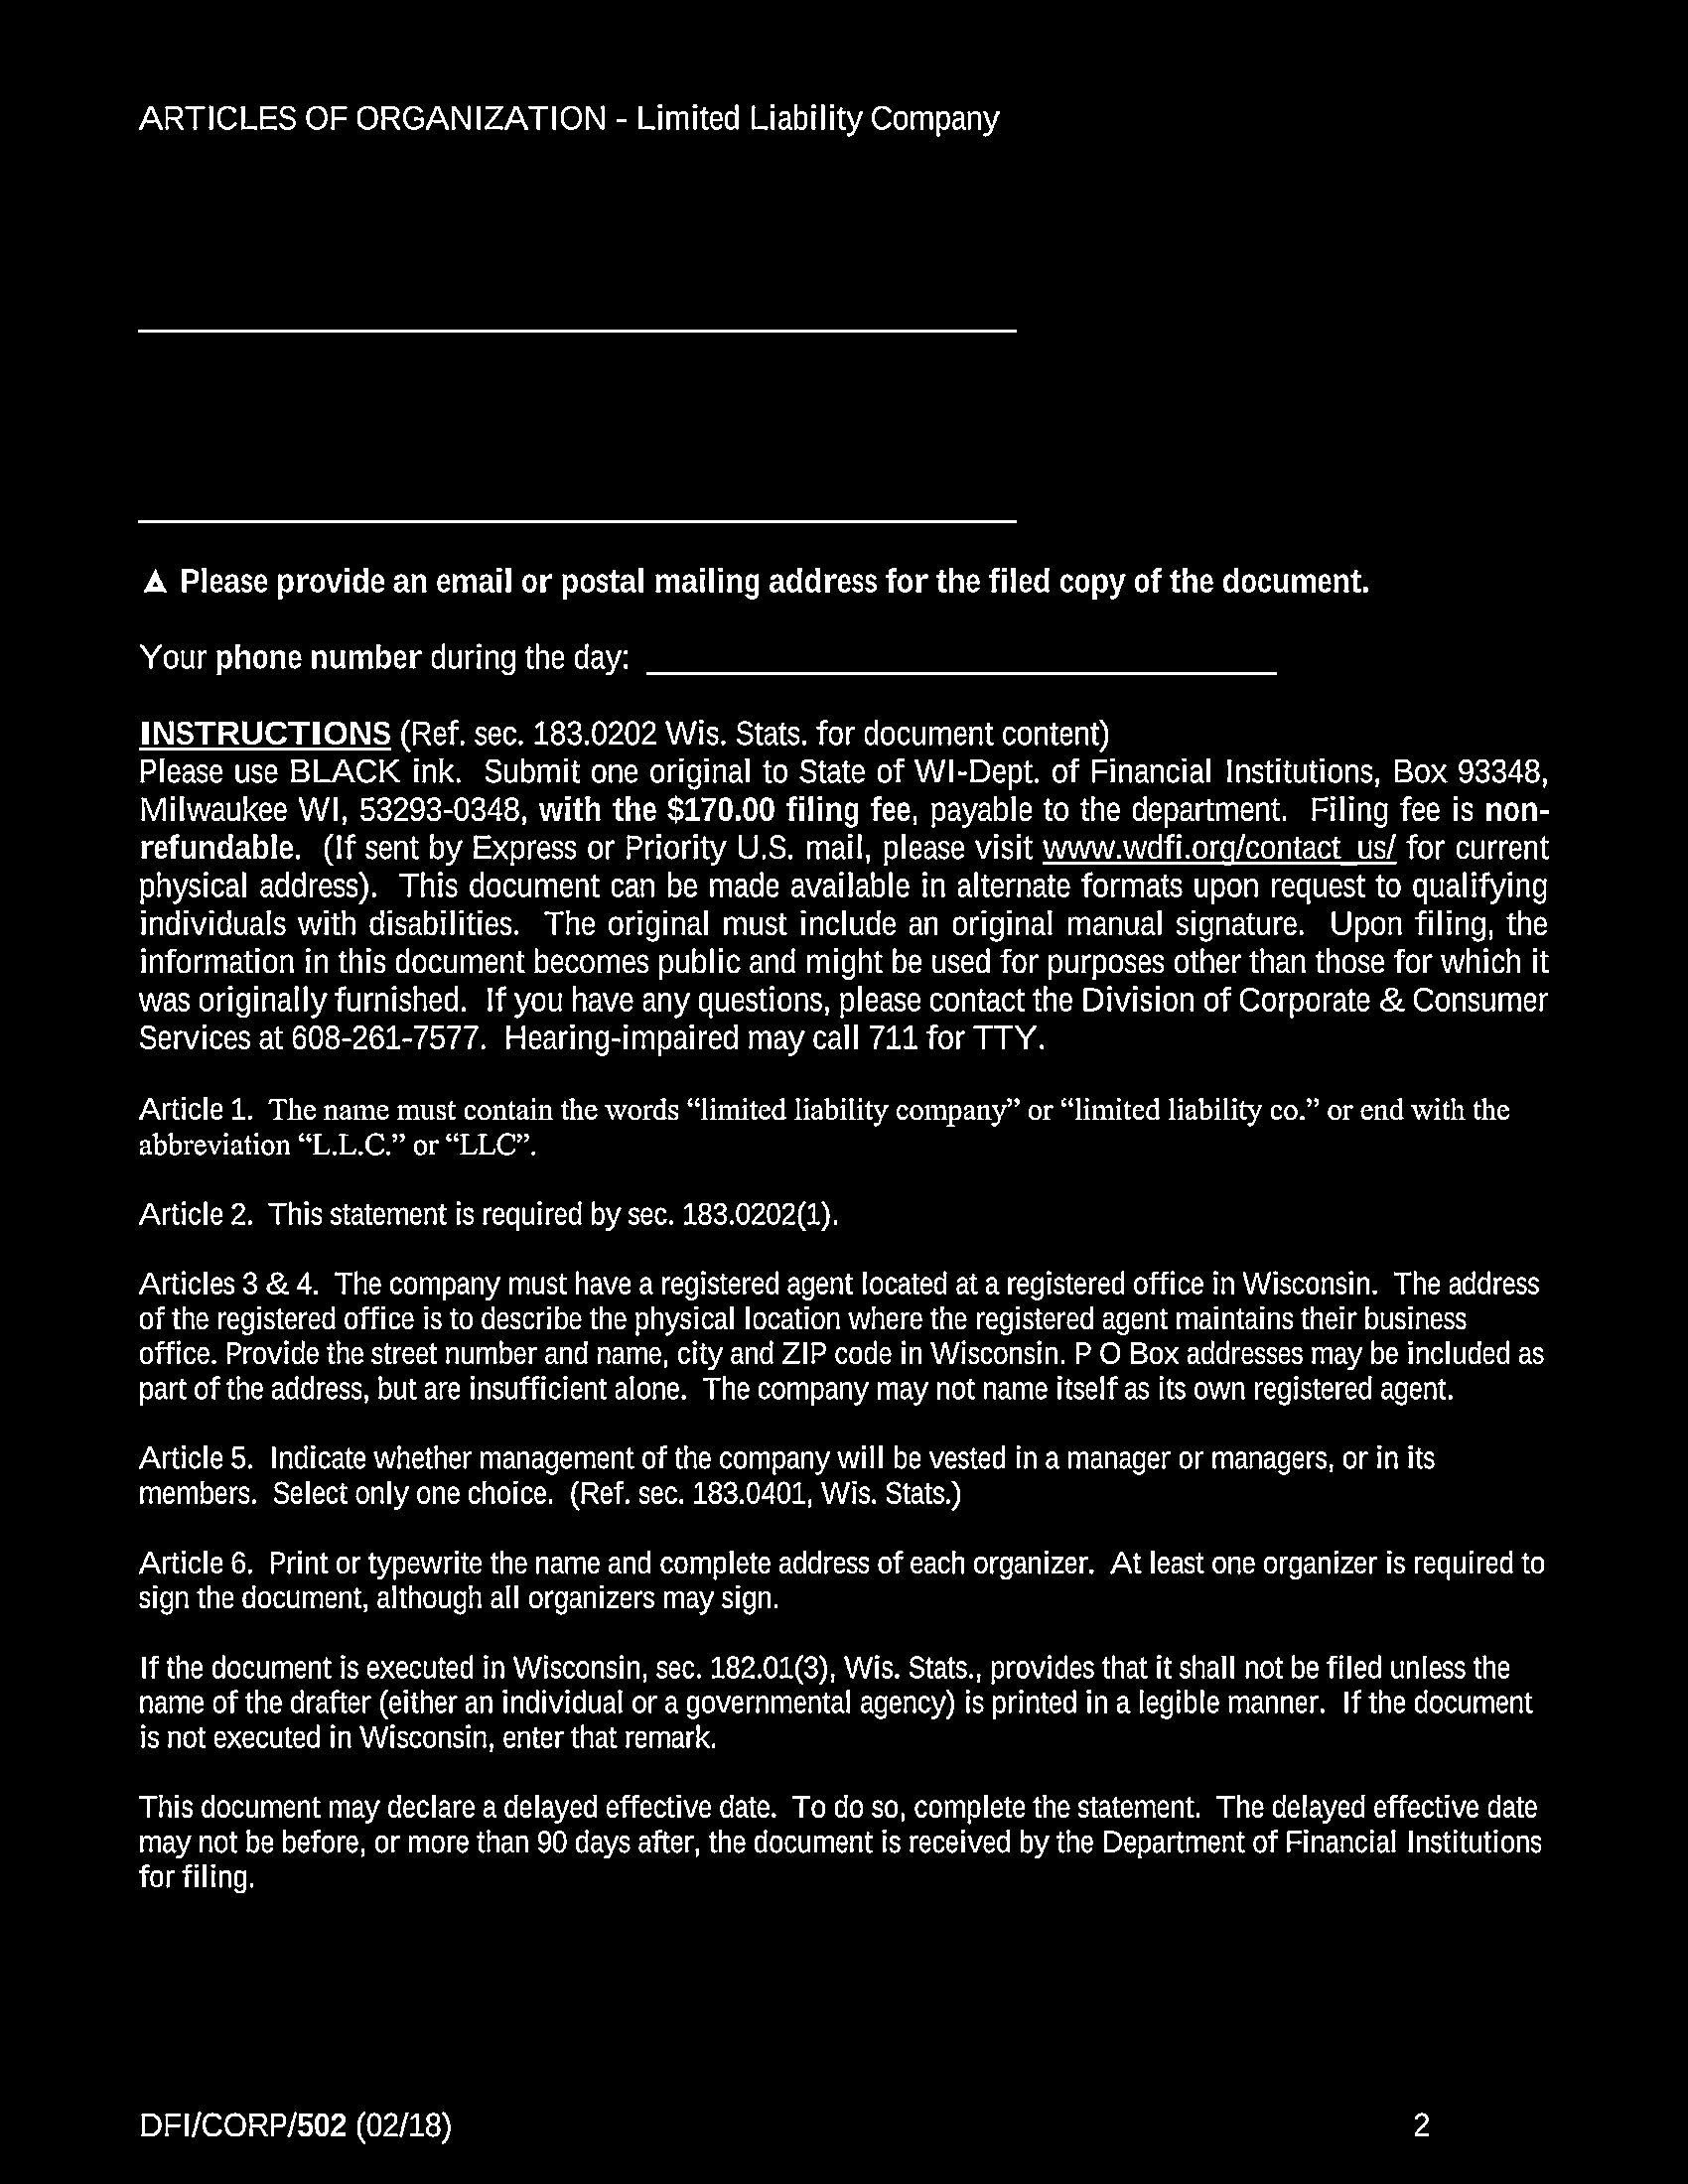 ARTICLES OF ORGANIZATION - Limited Liability Company
▲ Please provide an email or postal mailing address for the filed copy of the document.
Your phone number during the day:
INSTRUCTIONS (Ref. sec. 183.0202 Wis. Stats. for document content)
Please use BLACK ink. Submit one original to State of WI-Dept. of Financial Institutions, Box 93348,
Milwaukee WI, 53293-0348, with the $170.00 filing fee, payable to the department. Filing fee is non-
refundable. (If sent by Express or Priority U.S. mail, please visit www.wdfi.org/contact_us/ for current
physical address). This document can be made available in alternate formats upon request to qualifying
individuals with disabilities. The original must include an original manual signature. Upon filing, the
information in this document becomes public and might be used for purposes other than those for which it
was originally furnished. If you have any questions, please contact the Division of Corporate & Consumer
Services at 608-261-7577. Hearing-impaired may call 711 for TTY.
Article 1. The name must contain the words “limited liability company” or “limited liability co.” or end with the
abbreviation “L.L.C.” or “LLC”.
Article 2. This statement is required by sec. 183.0202(1).
Articles 3 & 4. The company must have a registered agent located at a registered office in Wisconsin. The address
of the registered office is to describe the physical location where the registered agent maintains their business
office. Provide the street number and name, city and ZIP code in Wisconsin. P O Box addresses may be included as
part of the address, but are insufficient alone. The company may not name itself as its own registered agent.
Article 5. Indicate whether management of the company will be vested in a manager or managers, or in its
members. Select only one choice. (Ref. sec. 183.0401, Wis. Stats.)
Article 6. Print or typewrite the name and complete address of each organizer. At least one organizer is required to
sign the document, although all organizers may sign.
If the document is executed in Wisconsin, sec. 182.01(3), Wis. Stats., provides that it shall not be filed unless the
name of the drafter (either an individual or a governmental agency) is printed in a legible manner. If the document
is not executed in Wisconsin, enter that remark.
This document may declare a delayed effective date. To do so, complete the statement. The delayed effective date
may not be before, or more than 90 days after, the document is received by the Department of Financial Institutions
for filing.
DFI/CORP/502 (02/18) 2